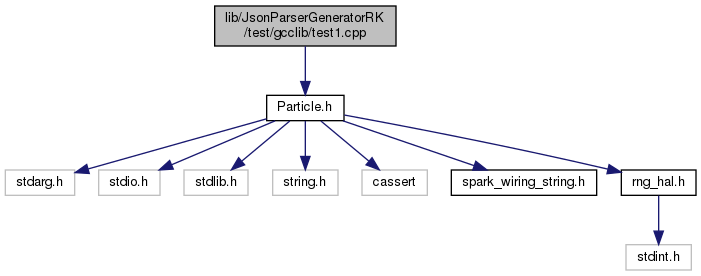 lib/JsonParserGeneratorRK
/test/gcclib/test1.cpp
Particle.h
stdarg.h
stdio.h
stdlib.h
string.h
cassert
spark_wiring_string.h
rng_hal.h
stdint.h